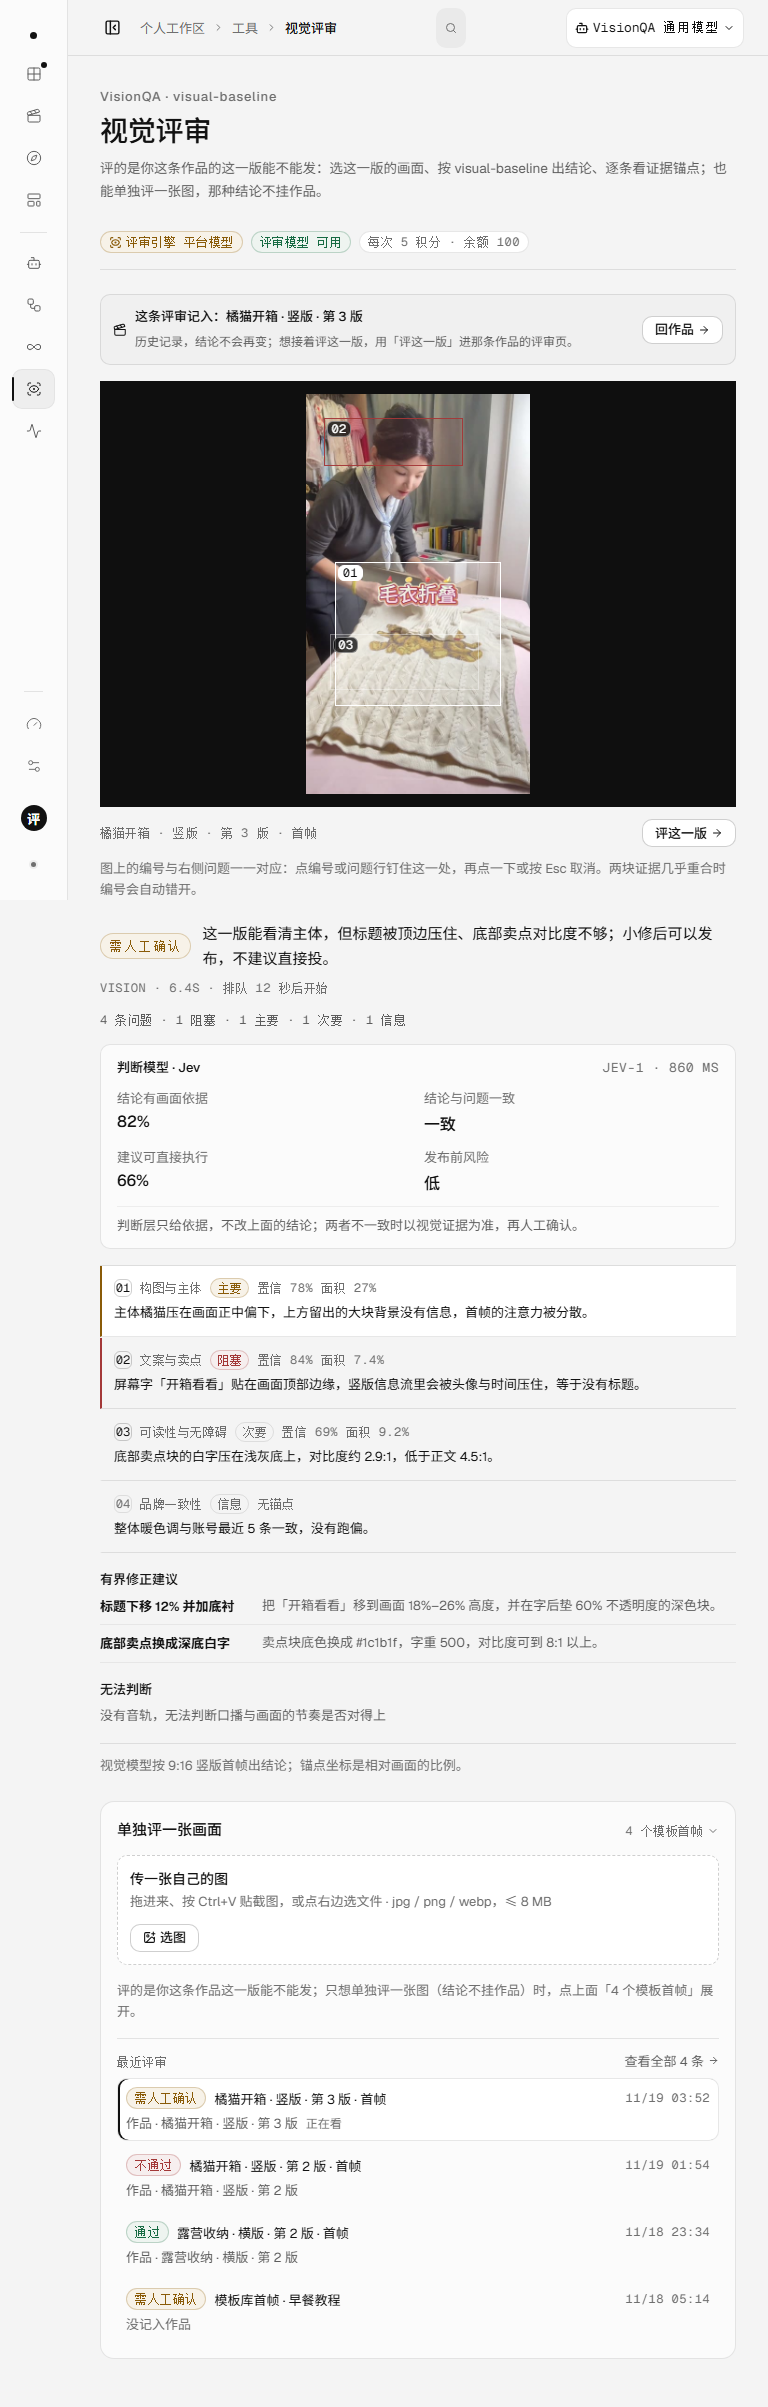 个人工作区 > 工具 > 视觉评审
VisionQA 通用模型
VisionQA · visual-baseline
视觉评审
评的是你这条作品的这一版能不能发：选这一版的画面、按 visual-baseline 出结论、逐条看证据锚点；也
能单独评一张图，那种结论不挂作品。
评审引擎 平台模型
评审模型 可用
每次 5 积分 · 余额 100
这条评审记入：橘猫开箱 · 竖版 · 第 3 版
历史记录，结论不会再变；想接着评这一版，用「评这一版」进那条作品的评审页。
回作品 →
02
01
毛衣折叠
03
橘猫开箱 · 竖版 · 第 3 版 · 首帧
评这一版 →
图上的编号与右侧问题一一对应：点编号或问题行钉住这一处，再点一下或按 Esc 取消。两块证据几乎重合时
编号会自动错开。
需人工确认
这一版能看清主体，但标题被顶边压住、底部卖点对比度不够；小修后可以发
布，不建议直接投。
VISION · 6.4S · 排队 12 秒后开始
4 条问题 · 1 阻塞 · 1 主要 · 1 次要 · 1 信息
判断模型 · Jev
JEV-1 · 860 MS
结论有画面依据
82%
结论与问题一致
一致
建议可直接执行
66%
发布前风险
低
判断层只给依据，不改上面的结论；两者不一致时以视觉证据为准，再人工确认。
01 构图与主体 主要 置信 78% 面积 27%
主体橘猫压在画面正中偏下，上方留出的大块背景没有信息，首帧的注意力被分散。
02 文案与卖点 阻塞 置信 84% 面积 7.4%
屏幕字「开箱看看」贴在画面顶部边缘，竖版信息流里会被头像与时间压住，等于没有标题。
03 可读性与无障碍 次要 置信 69% 面积 9.2%
底部卖点块的白字压在浅灰底上，对比度约 2.9:1，低于正文 4.5:1。
04 品牌一致性 信息 无锚点
整体暖色调与账号最近 5 条一致，没有跑偏。
有界修正建议
标题下移 12% 并加底衬
把「开箱看看」移到画面 18%–26% 高度，并在字后垫 60% 不透明度的深色块。
底部卖点换成深底白字
卖点块底色换成 #1c1b1f，字重 500，对比度可到 8:1 以上。
无法判断
没有音轨，无法判断口播与画面的节奏是否对得上
视觉模型按 9:16 竖版首帧出结论；锚点坐标是相对画面的比例。
单独评一张画面
4 个模板首帧
传一张自己的图
拖进来、按 Ctrl+V 贴截图，或点右边选文件 · jpg / png / webp，≤ 8 MB
选图
评的是你这条作品这一版能不能发；只想单独评一张图（结论不挂作品）时，点上面「4 个模板首帧」展
开。
最近评审
查看全部 4 条 →
需人工确认 橘猫开箱 · 竖版 · 第 3 版 · 首帧
11/19 03:52
作品 · 橘猫开箱 · 竖版 · 第 3 版 正在看
不通过 橘猫开箱 · 竖版 · 第 2 版 · 首帧
11/19 01:54
作品 · 橘猫开箱 · 竖版 · 第 2 版
通过 露营收纳 · 横版 · 第 2 版 · 首帧
11/18 23:34
作品 · 露营收纳 · 横版 · 第 2 版
需人工确认 模板库首帧 · 早餐教程
11/18 05:14
没记入作品
评